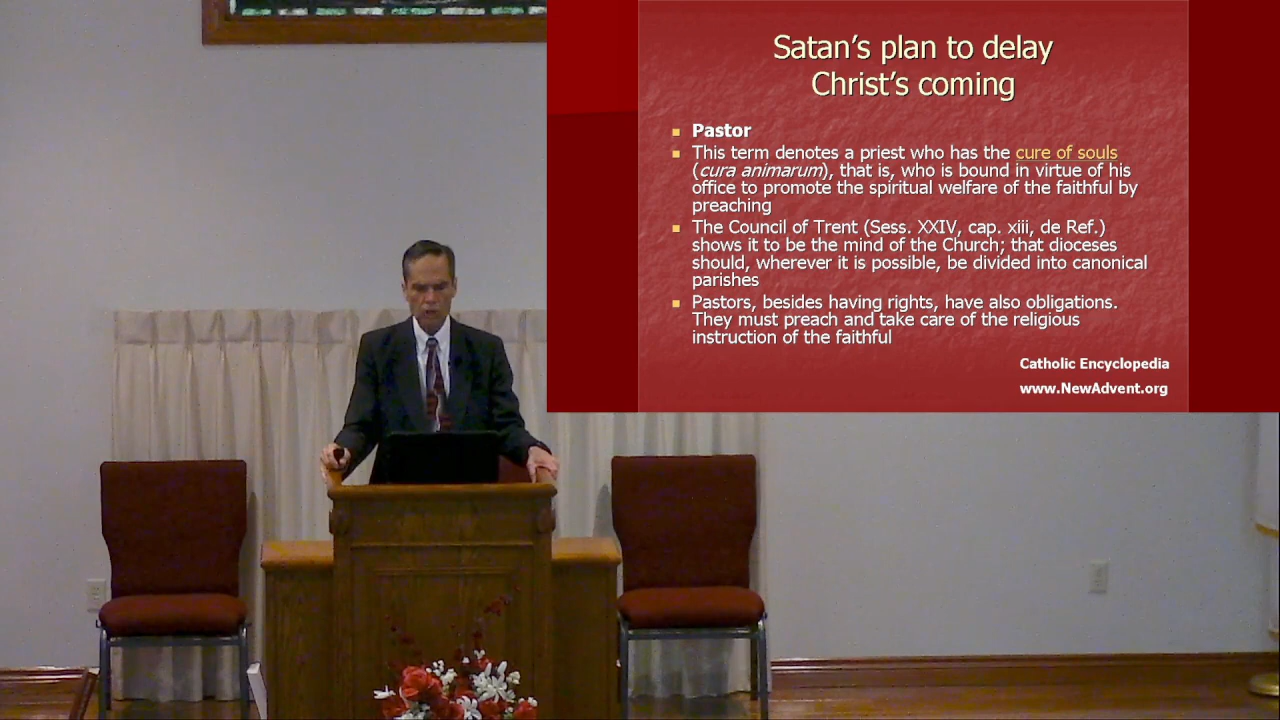 Satan's plan to delay
Christ's coming
Pastor
This term denotes a priest who has the cure of souls
(cura animarum), that is, who is bound in virtue of his
office to promote the spiritual welfare of the faithful by
preaching
The Council of Trent (Sess. XXIV, cap. xiii, de Ref.)
shows it to be the mind of the Church; that dioceses
should, wherever it is possible, be divided into canonical
parishes
Pastors, besides having rights, have also obligations.
They must preach and take care of the religious
instruction of the faithful
Catholic Encyclopedia
www.NewAdvent.org